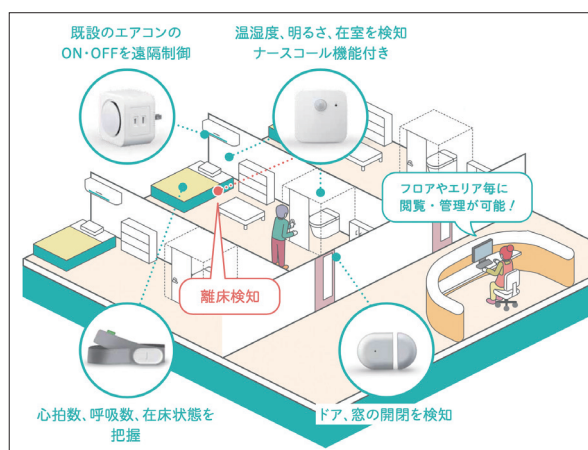 既設のエアコンの
ON・OFFを遠隔制御
温湿度、明るさ、在室を検知
ナースコール機能付き
フロアやエリア毎に
閲覧・管理が可能！
離床検知
心拍数、呼吸数、在床状態を
把握
ドア、窓の開閉を検知